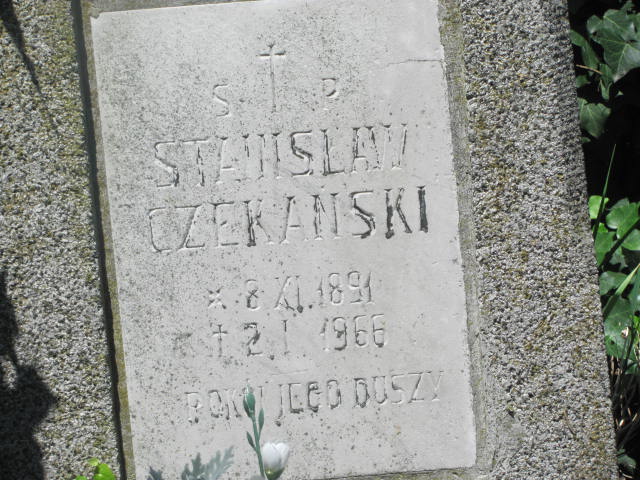 S P
STANISŁAW
CZEKAŃSKI
* 8 XI 1891
† 2. I 1966
POKÓJ JEGO DUSZY